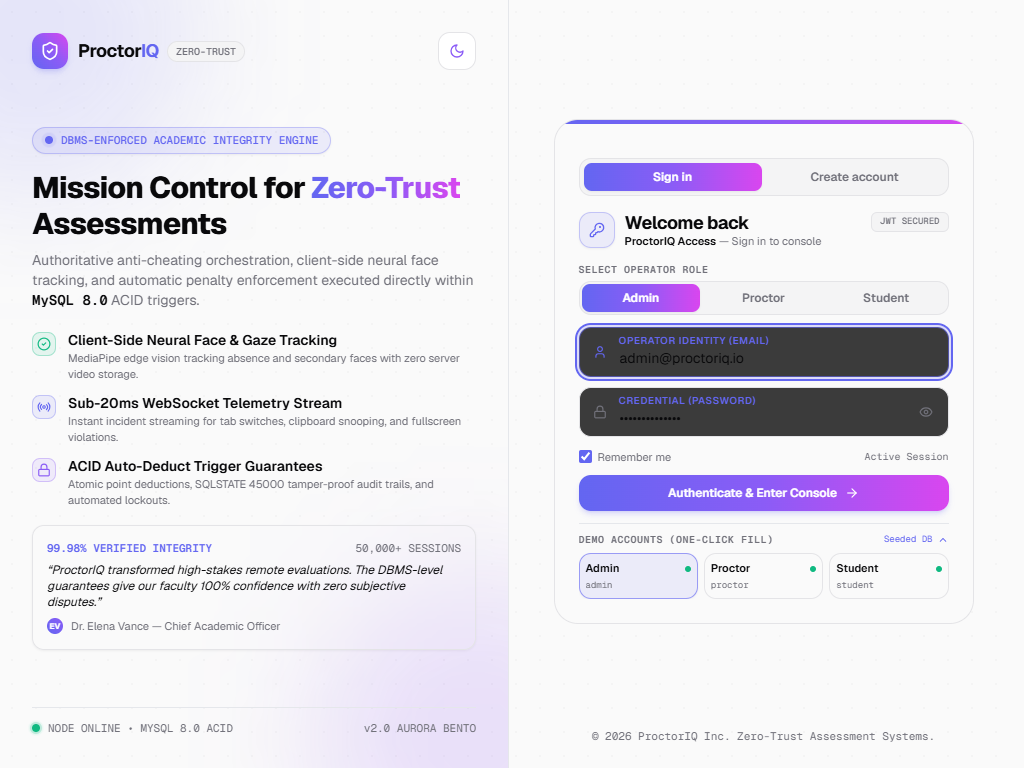 ProctorIQ ZERO-TRUST
DBMS-ENFORCED ACADEMIC INTEGRITY ENGINE
Mission Control for Zero-Trust
Assessments
Authoritative anti-cheating orchestration, client-side neural face
tracking, and automatic penalty enforcement executed directly within
MySQL 8.0 ACID triggers.
Client-Side Neural Face & Gaze Tracking
MediaPipe edge vision tracking absence and secondary faces with zero server
video storage.
Sub-20ms WebSocket Telemetry Stream
Instant incident streaming for tab switches, clipboard snooping, and fullscreen
violations.
ACID Auto-Deduct Trigger Guarantees
Atomic point deductions, SQLSTATE 45000 tamper-proof audit trails, and
automated lockouts.
99.98% VERIFIED INTEGRITY 50,000+ SESSIONS
“ProctorIQ transformed high-stakes remote evaluations. The DBMS-level
guarantees give our faculty 100% confidence with zero subjective
disputes.”
EV Dr. Elena Vance — Chief Academic Officer
NODE ONLINE • MYSQL 8.0 ACID v2.0 AURORA BENTO
Sign in Create account
Welcome back JWT SECURED
ProctorIQ Access — Sign in to console
SELECT OPERATOR ROLE
Admin Proctor Student
OPERATOR IDENTITY (EMAIL)
admin@proctoriq.io
CREDENTIAL (PASSWORD)
••••••••••••••
Remember me Active Session
Authenticate & Enter Console →
DEMO ACCOUNTS (ONE-CLICK FILL) Seeded DB
Admin Proctor Student
admin proctor student
© 2026 ProctorIQ Inc. Zero-Trust Assessment Systems.